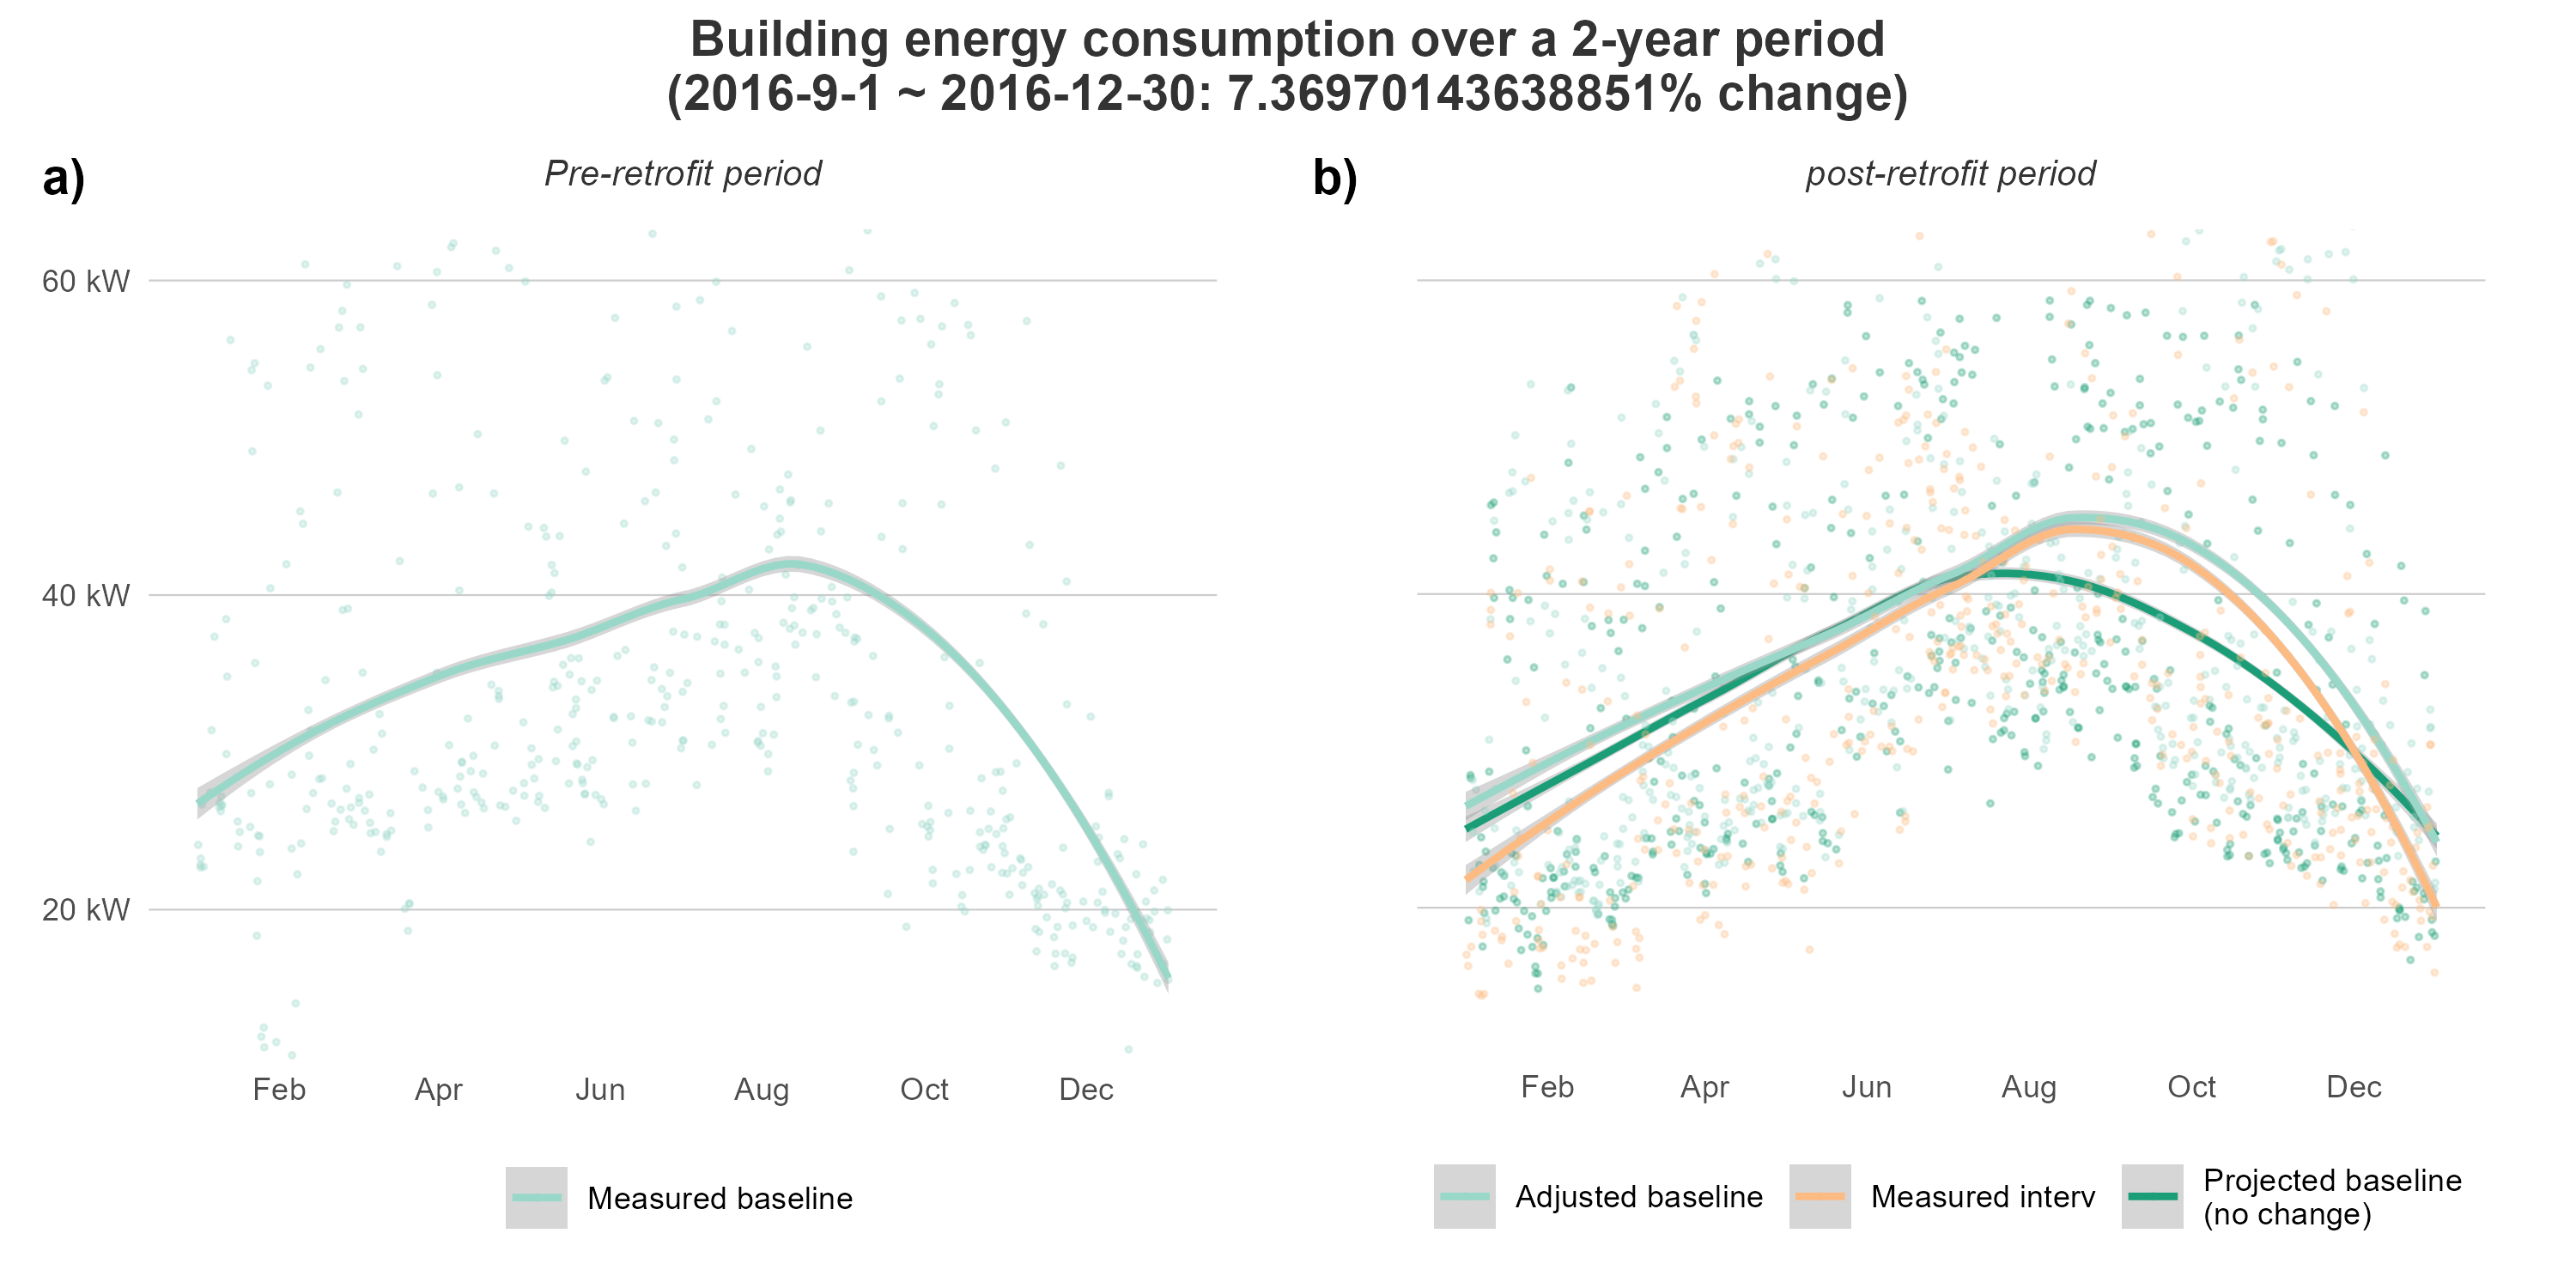 Building energy consumption over a 2-year period
(2016-9-1 ~ 2016-12-30: 7.36970143638851% change)
a)
Pre-retrofit period
60 kW
40 kW
20 kW
Feb Apr Jun Aug Oct Dec
Measured baseline
b)
post-retrofit period
Feb Apr Jun Aug Oct Dec
Adjusted baseline
Measured interv
Projected baseline
(no change)